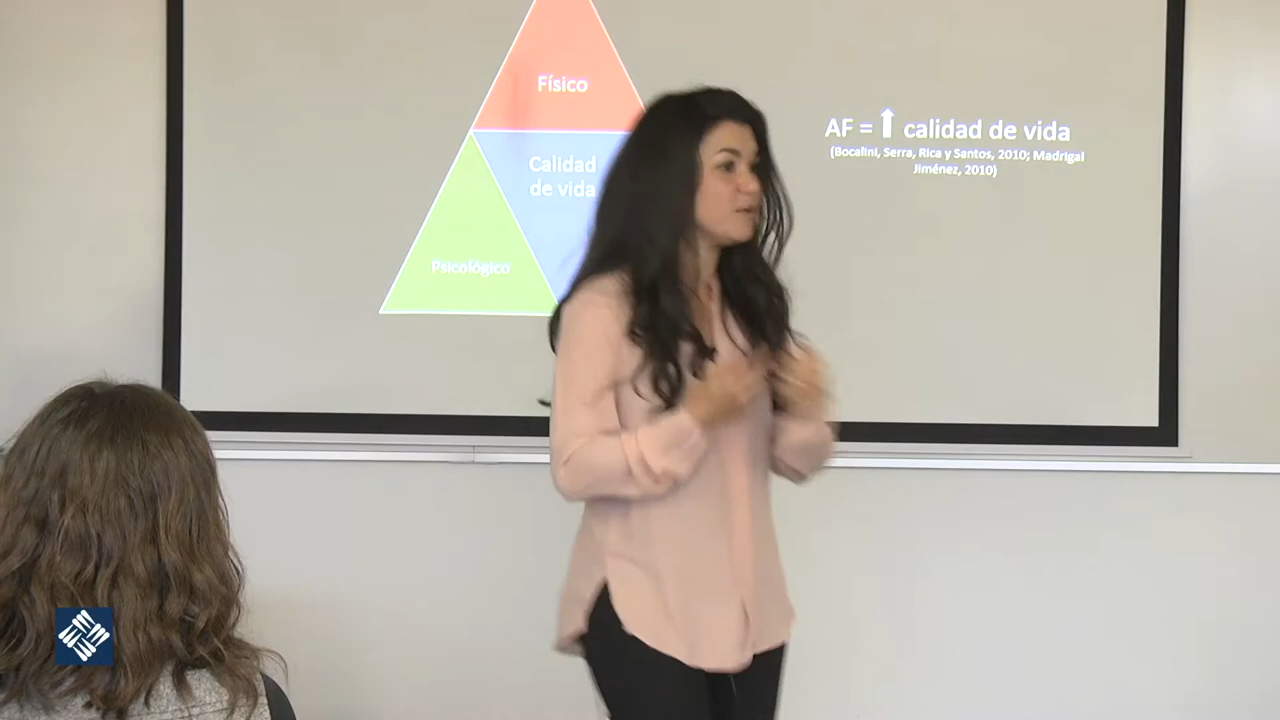 Físico
Calidad
de vida
Psicológico
AF = ⬆ calidad de vida
(Bocalini, Serra, Rica y Santos, 2010; Madrigal
Jiménez, 2010)